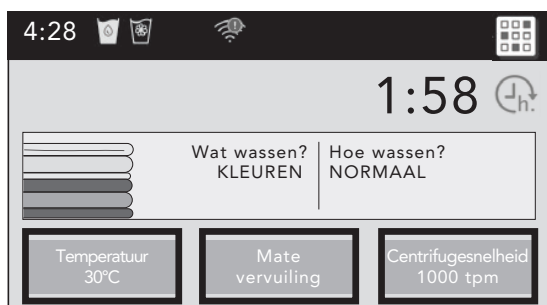 4:28
1:58 h.
Wat wassen?
KLEUREN
Hoe wassen?
NORMAAL
Temperatuur
30°C
Mate
vervuiling
Centrifugesnelheid
1000 tpm